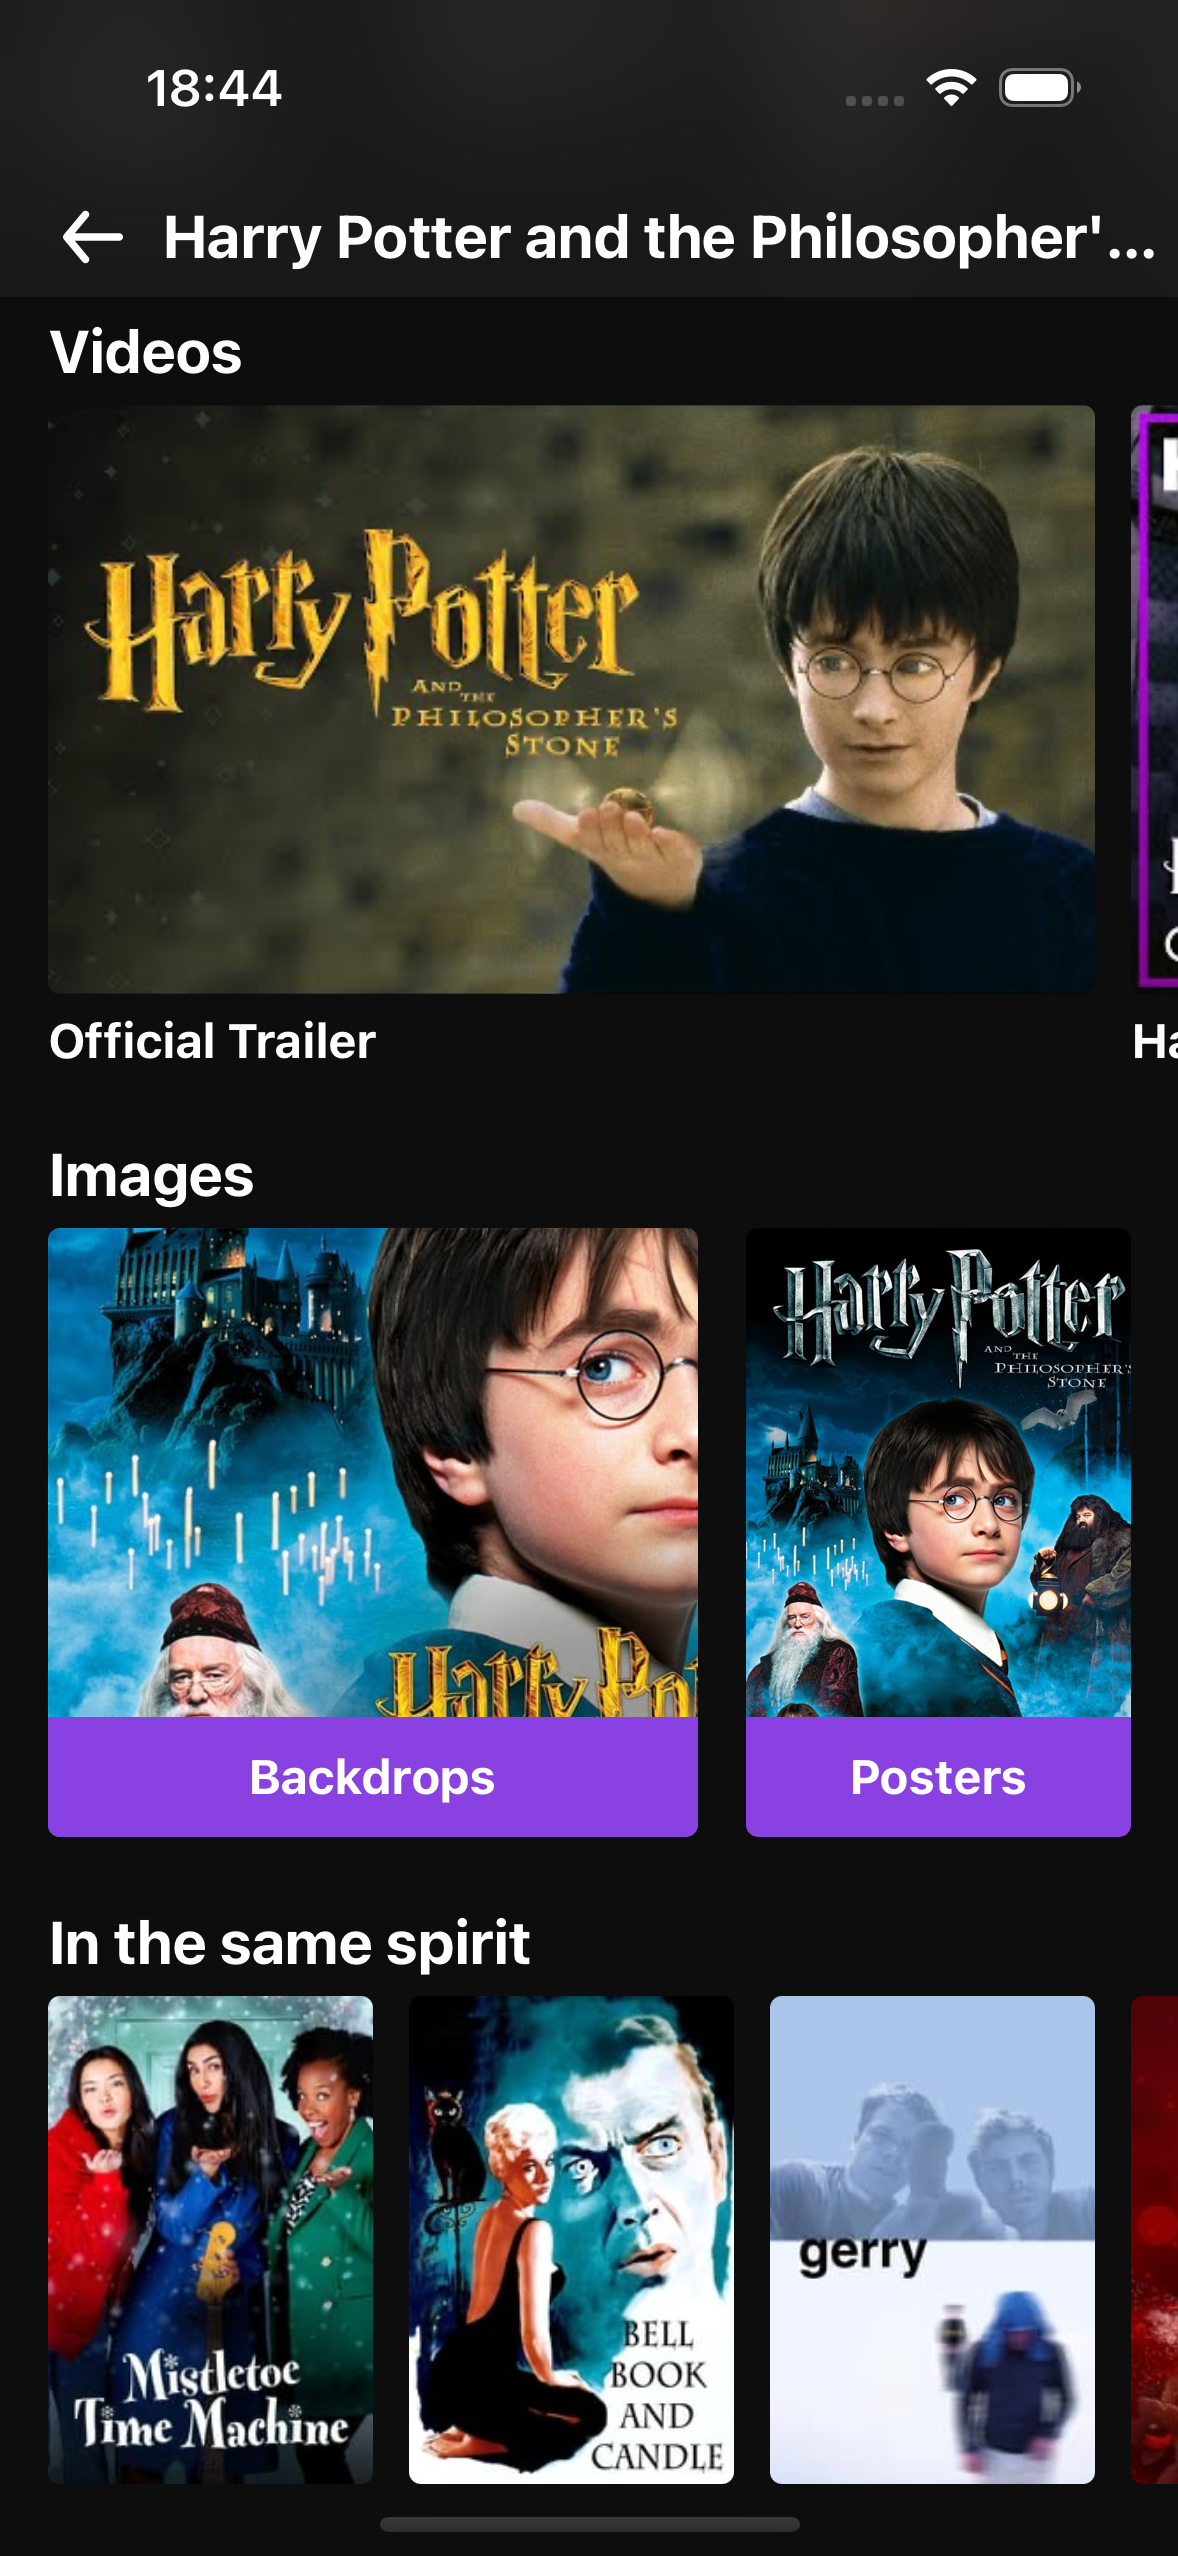 18:44
Harry Potter and the Philosopher'...
Videos
Harry Potter
AND THE
PHILOSOPHER'S
STONE
Official Trailer
Ha
Images
Harry Pot
Backdrops
Harry Potter
AND THE
PHILOSOPHER'S
STONE
Posters
In the same spirit
Mistletoe
Time Machine
BELL
BOOK
AND
CANDLE
gerry